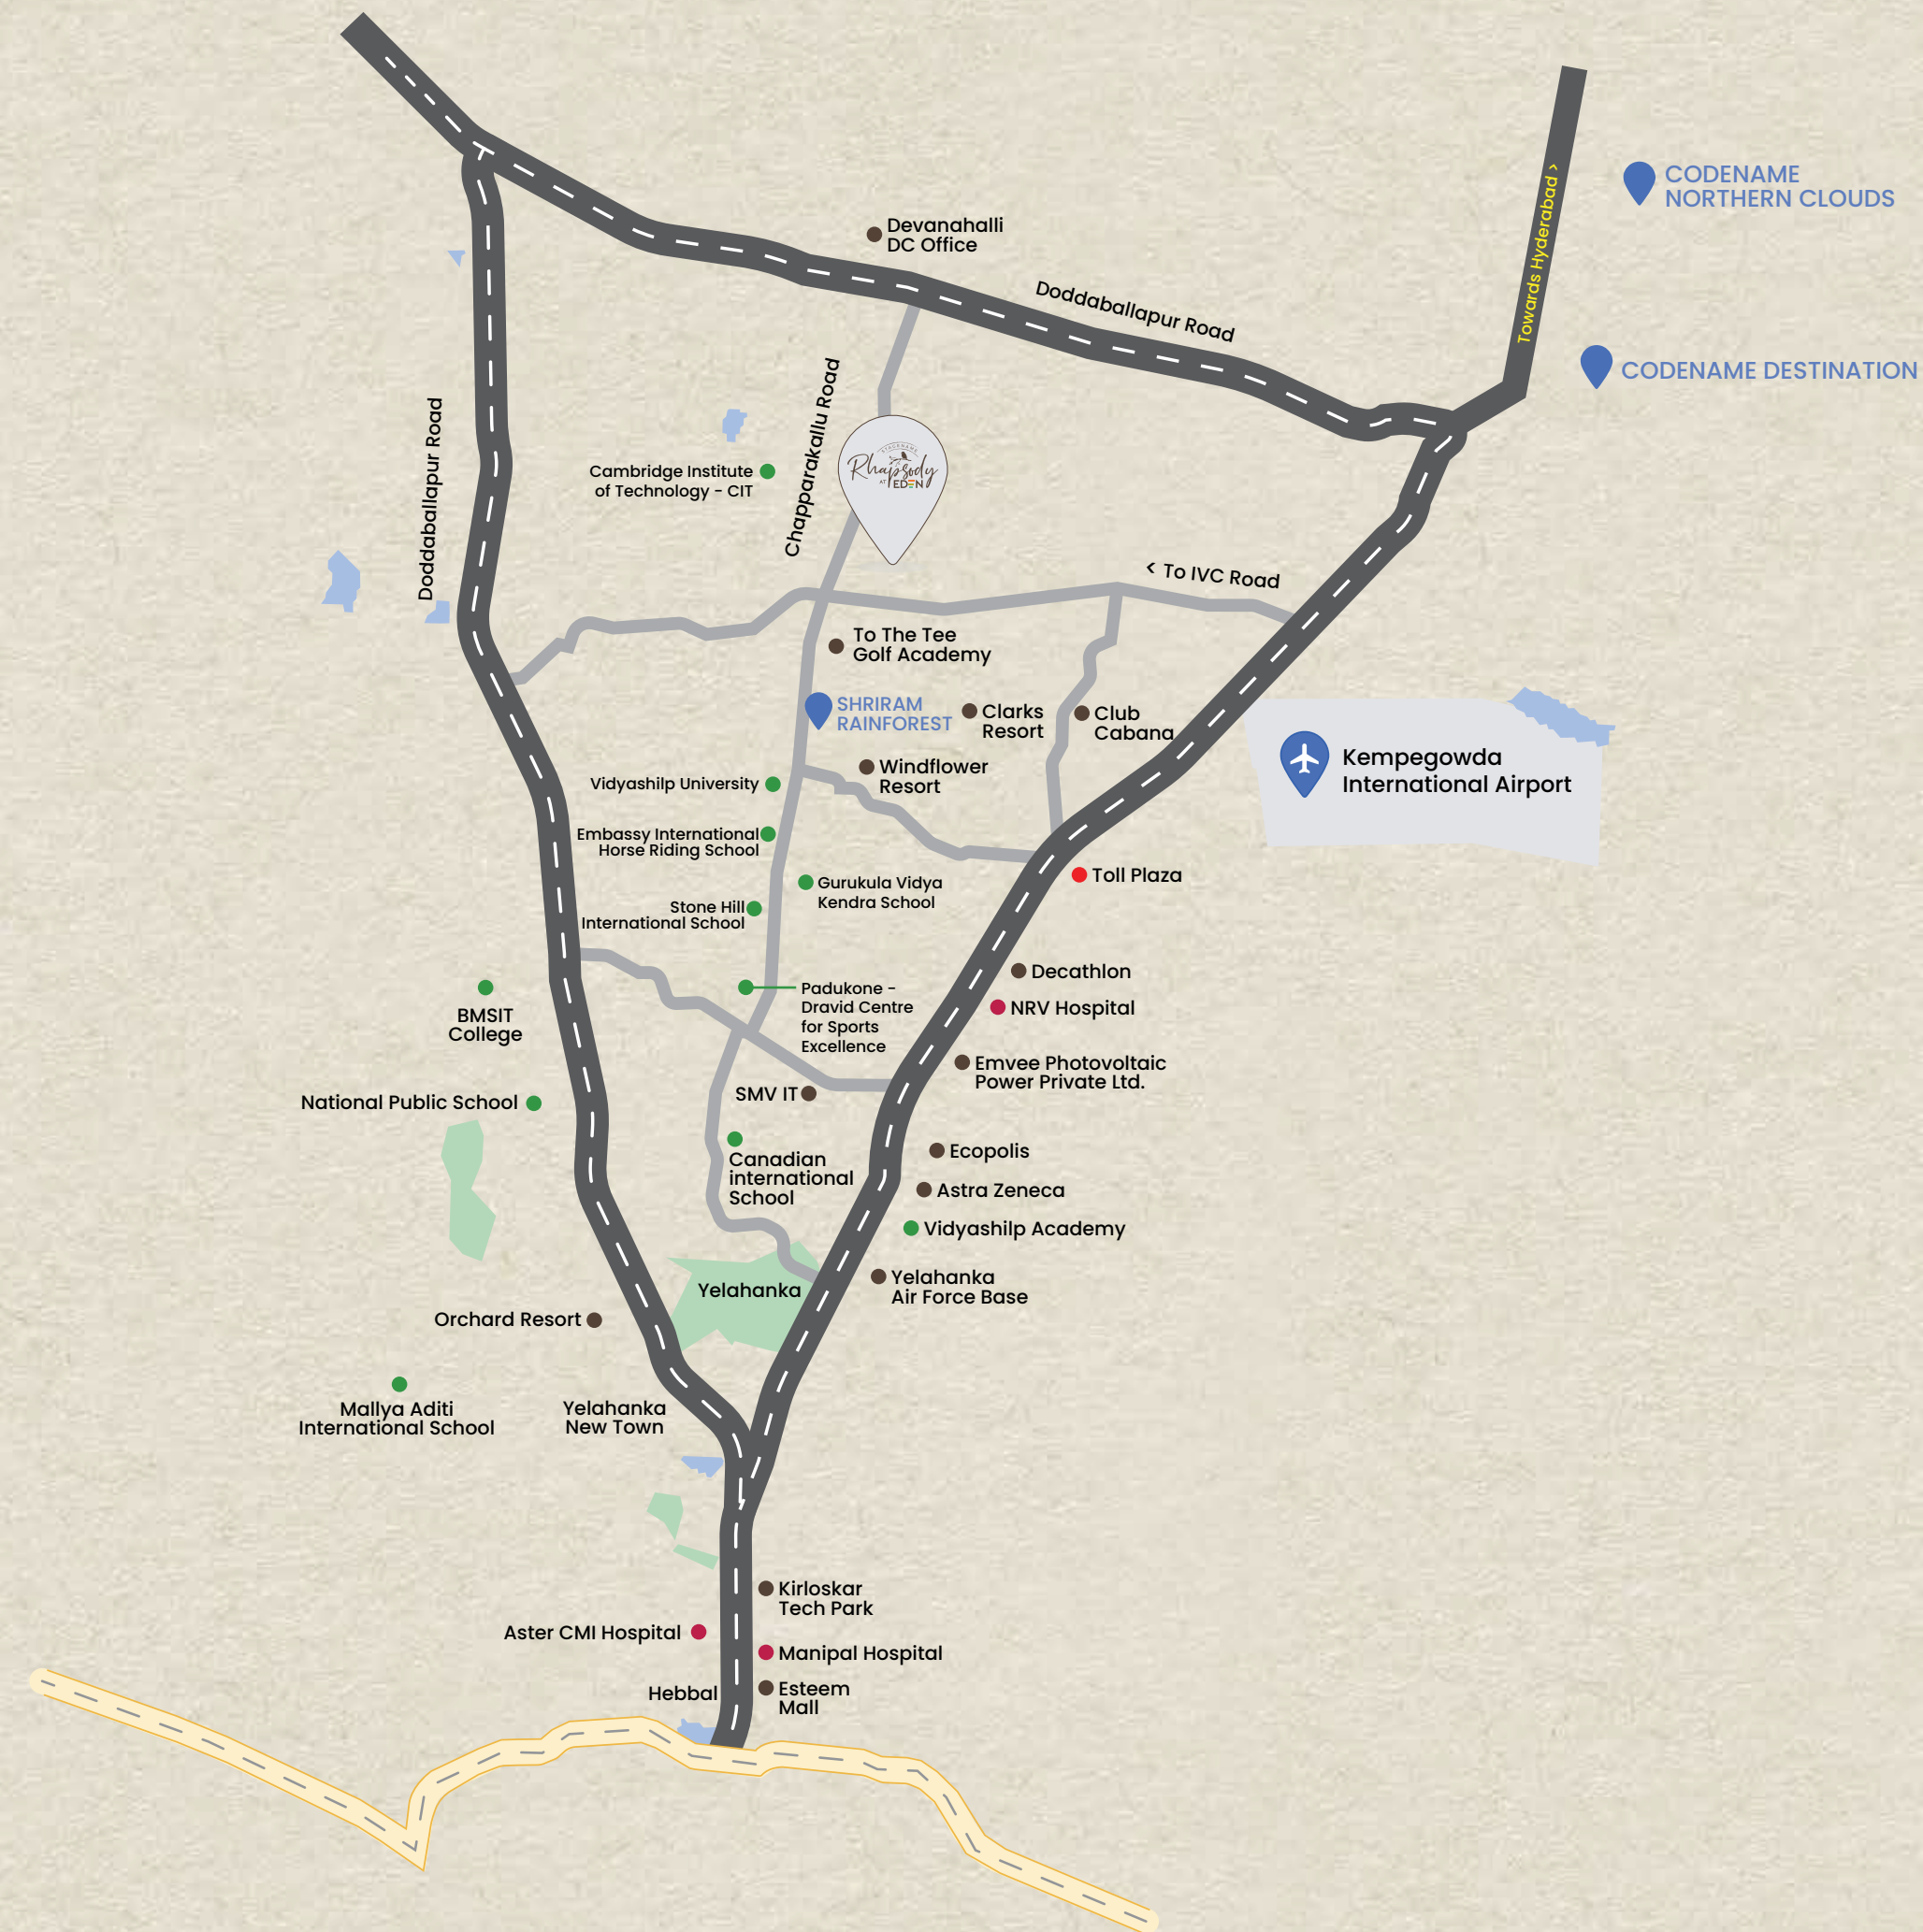 CODENAME
NORTHERN CLOUDS
Towards Hyderabad >
Devanahalli
DC Office
Doddaballapur Road
CODENAME DESTINATION
Chapparakallu Road
Doddaballapur Road
Cambridge Institute
of Technology - CIT
Rhapsody
AT EDEN
< To IVC Road
To The Tee
Golf Academy
SHRIRAM
RAINFOREST
Clarks
Resort
Club
Cabana
Kempegowda
International Airport
Windflower
Resort
Vidyashilp University
Embassy International
Horse Riding School
Gurukula Vidya
Kendra School
Toll Plaza
Stone Hill
International School
Decathlon
Padukone -
Dravid Centre
for Sports
Excellence
NRV Hospital
BMSIT
College
Emvee Photovoltaic
Power Private Ltd.
SMV IT
National Public School
Ecopolis
Canadian
international
School
Astra Zeneca
Vidyashilp Academy
Yelahanka
Yelahanka
Air Force Base
Orchard Resort
Mallya Aditi
International School
Yelahanka
New Town
Kirloskar
Tech Park
Aster CMI Hospital
Manipal Hospital
Hebbal
Esteem
Mall